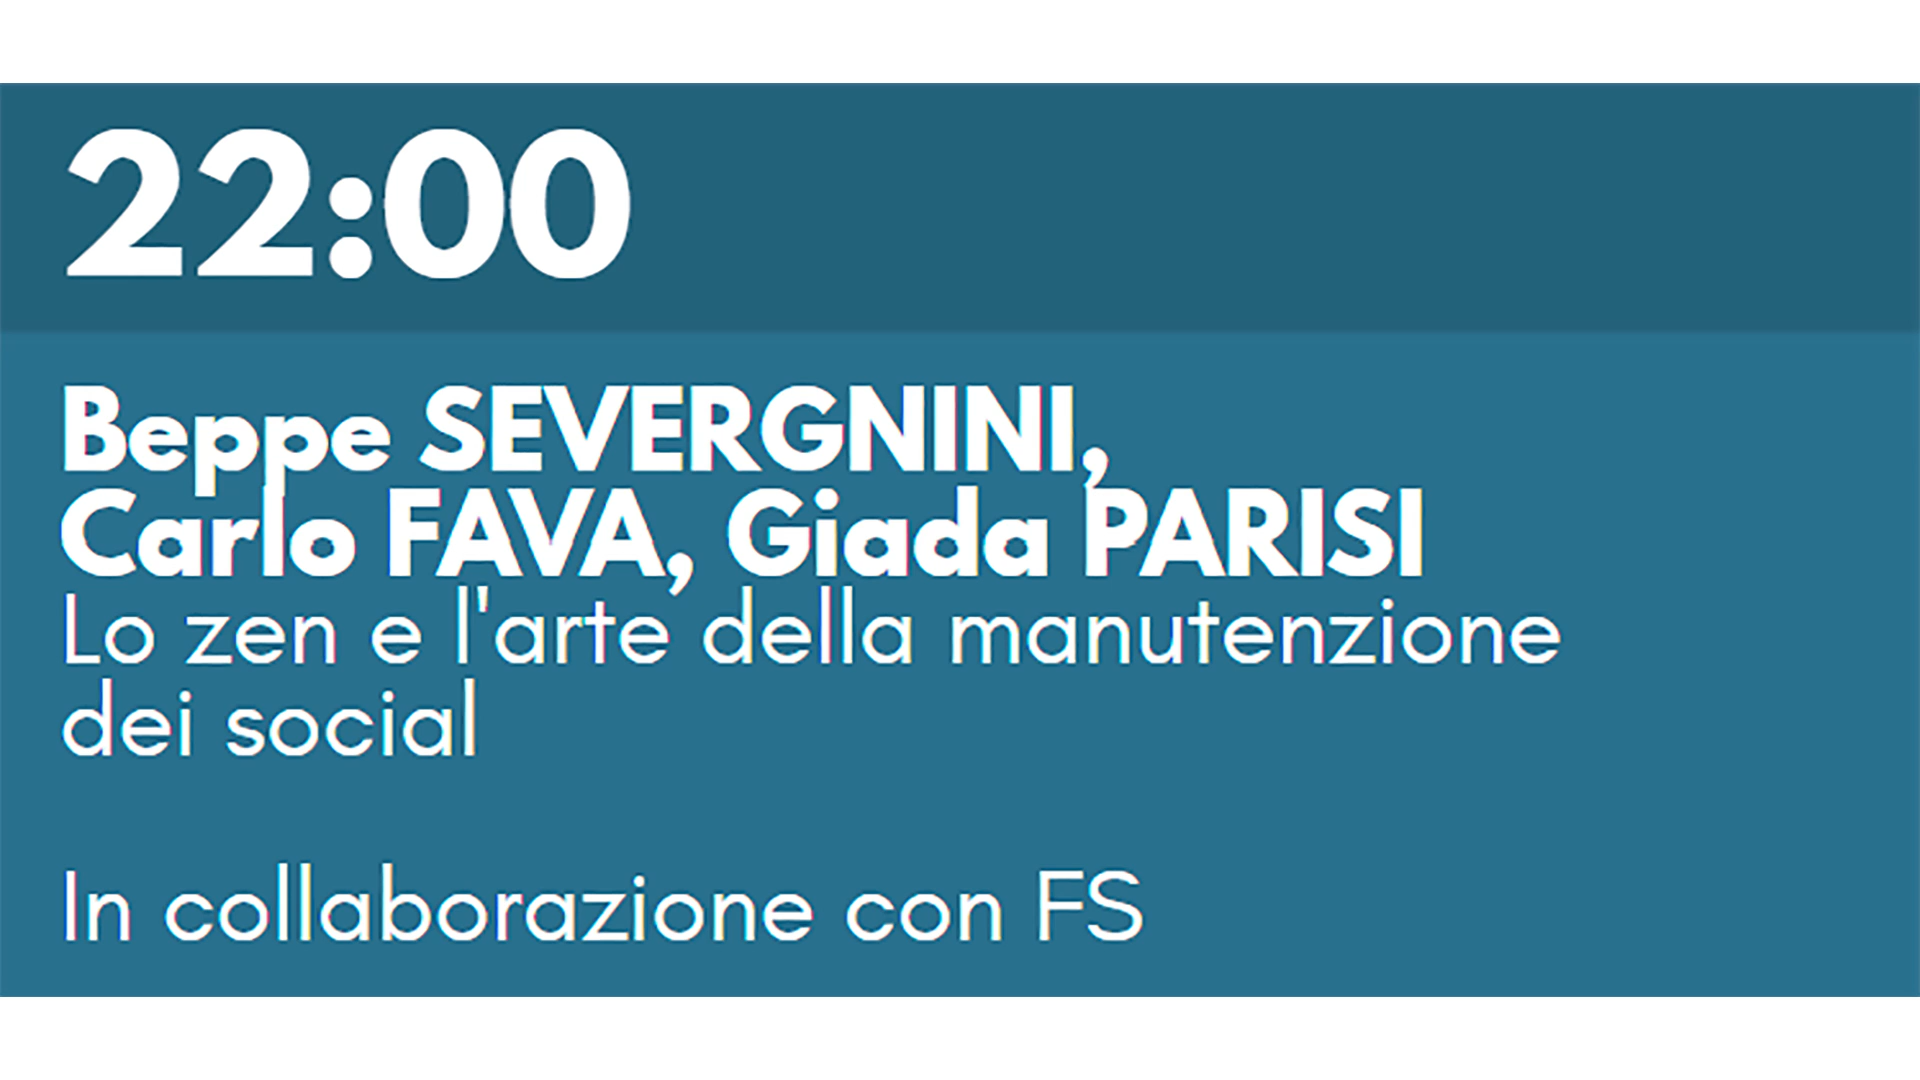 22:00
Beppe SEVERGNINI,
Carlo FAVA, Giada PARISI
Lo zen e l'arte della manutenzione
dei social
In collaborazione con FS